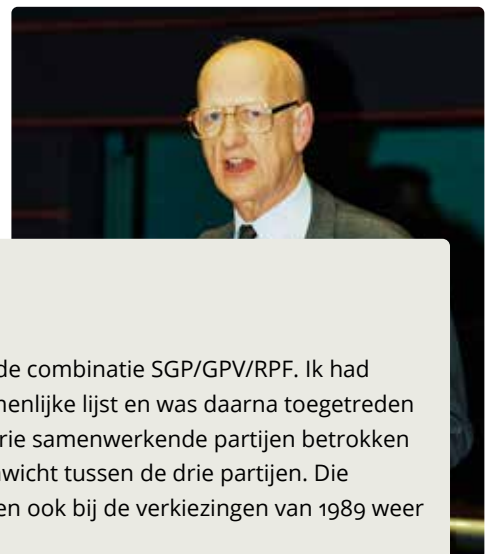 de combinatie SGP/GPV/RPF. Ik had
nenlijke lijst en was daarna toegetreden
rie samenwerkende partijen betrokken
wicht tussen de drie partijen. Die
en ook bij de verkiezingen van 1989 weer